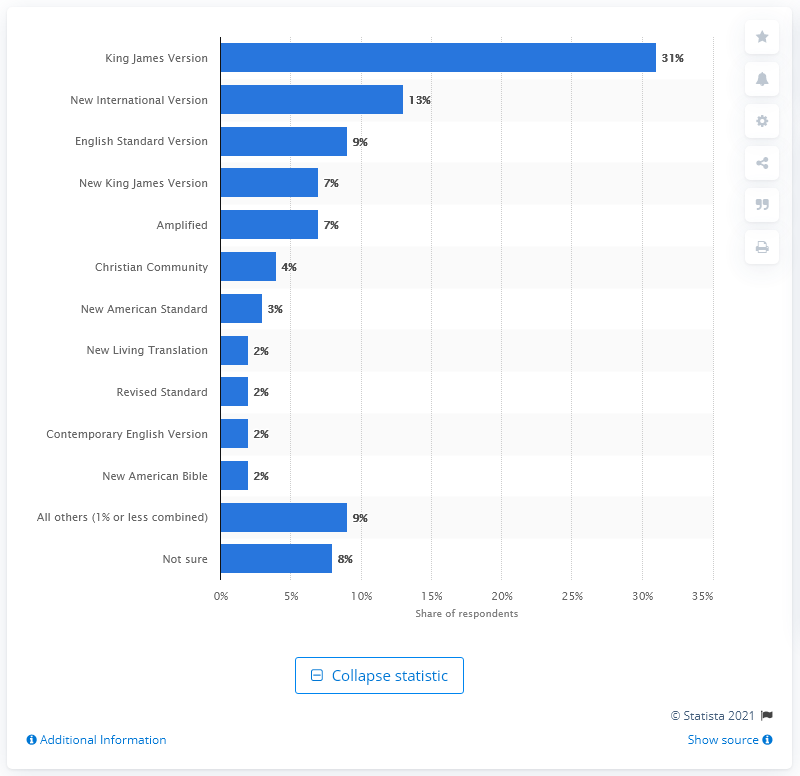 King James Version 31%
New International Version 13%
English Standard Version 9%
New King James Version 7%
Amplified 7%
Christian Community 4%
New American Standard 3%
New Living Translation 2%
Revised Standard 2%
Contemporary English Version 2%
New American Bible 2%
All others (1% or less combined) 9%
Not sure 8%
0% 5% 10% 15% 20% 25% 30% 35%
Share of respondents
Collapse statistic
© Statista 2021
Additional Information
Show source